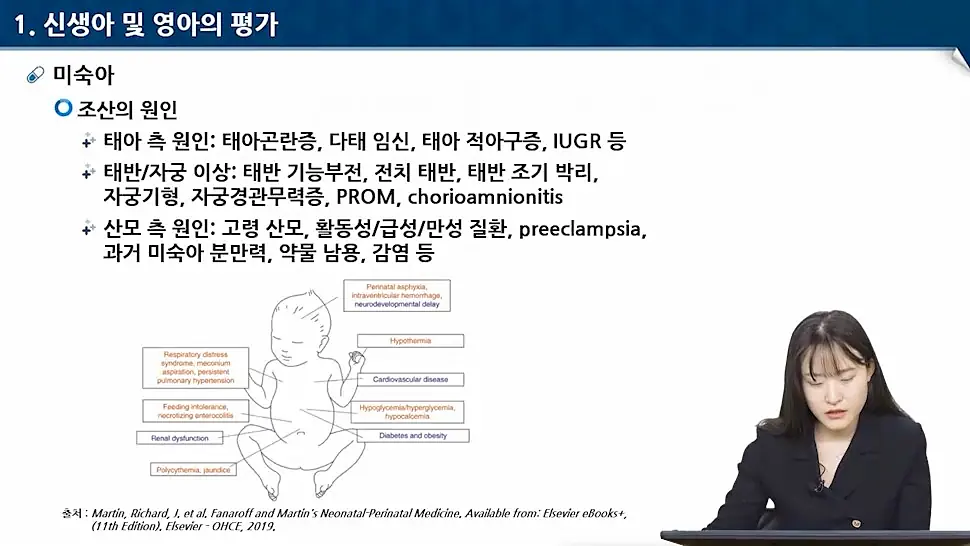 1. 신생아 및 영아의 평가
미숙아
조산의 원인
태아 측 원인: 태아곤란증, 다태 임신, 태아 적아구증, IUGR 등
태반/자궁 이상: 태반 기능부전, 전치 태반, 태반 조기 박리,
자궁기형, 자궁경관무력증, PROM, chorioamnionitis
산모 측 원인: 고령 산모, 활동성/급성/만성 질환, preeclampsia,
과거 미숙아 분만력, 약물 남용, 감염 등
Perinatal asphyxia,
intraventricular hemorrhage,
neurodevelopmental delay
Hypothermia
Respiratory distress
syndrome, meconium
aspiration, persistent
pulmonary hypertension
Cardiovascular disease
Feeding intolerance,
necrotizing enterocolitis
Hypoglycemia/hyperglycemia,
hypocalcemia
Renal dysfunction
Diabetes and obesity
Polycythemia, jaundice
출처 : Martin, Richard, J, et al. Fanaroff and Martin's Neonatal-Perinatal Medicine. Available from: Elsevier eBooks+,
(11th Edition). Elsevier - OHCE, 2019.